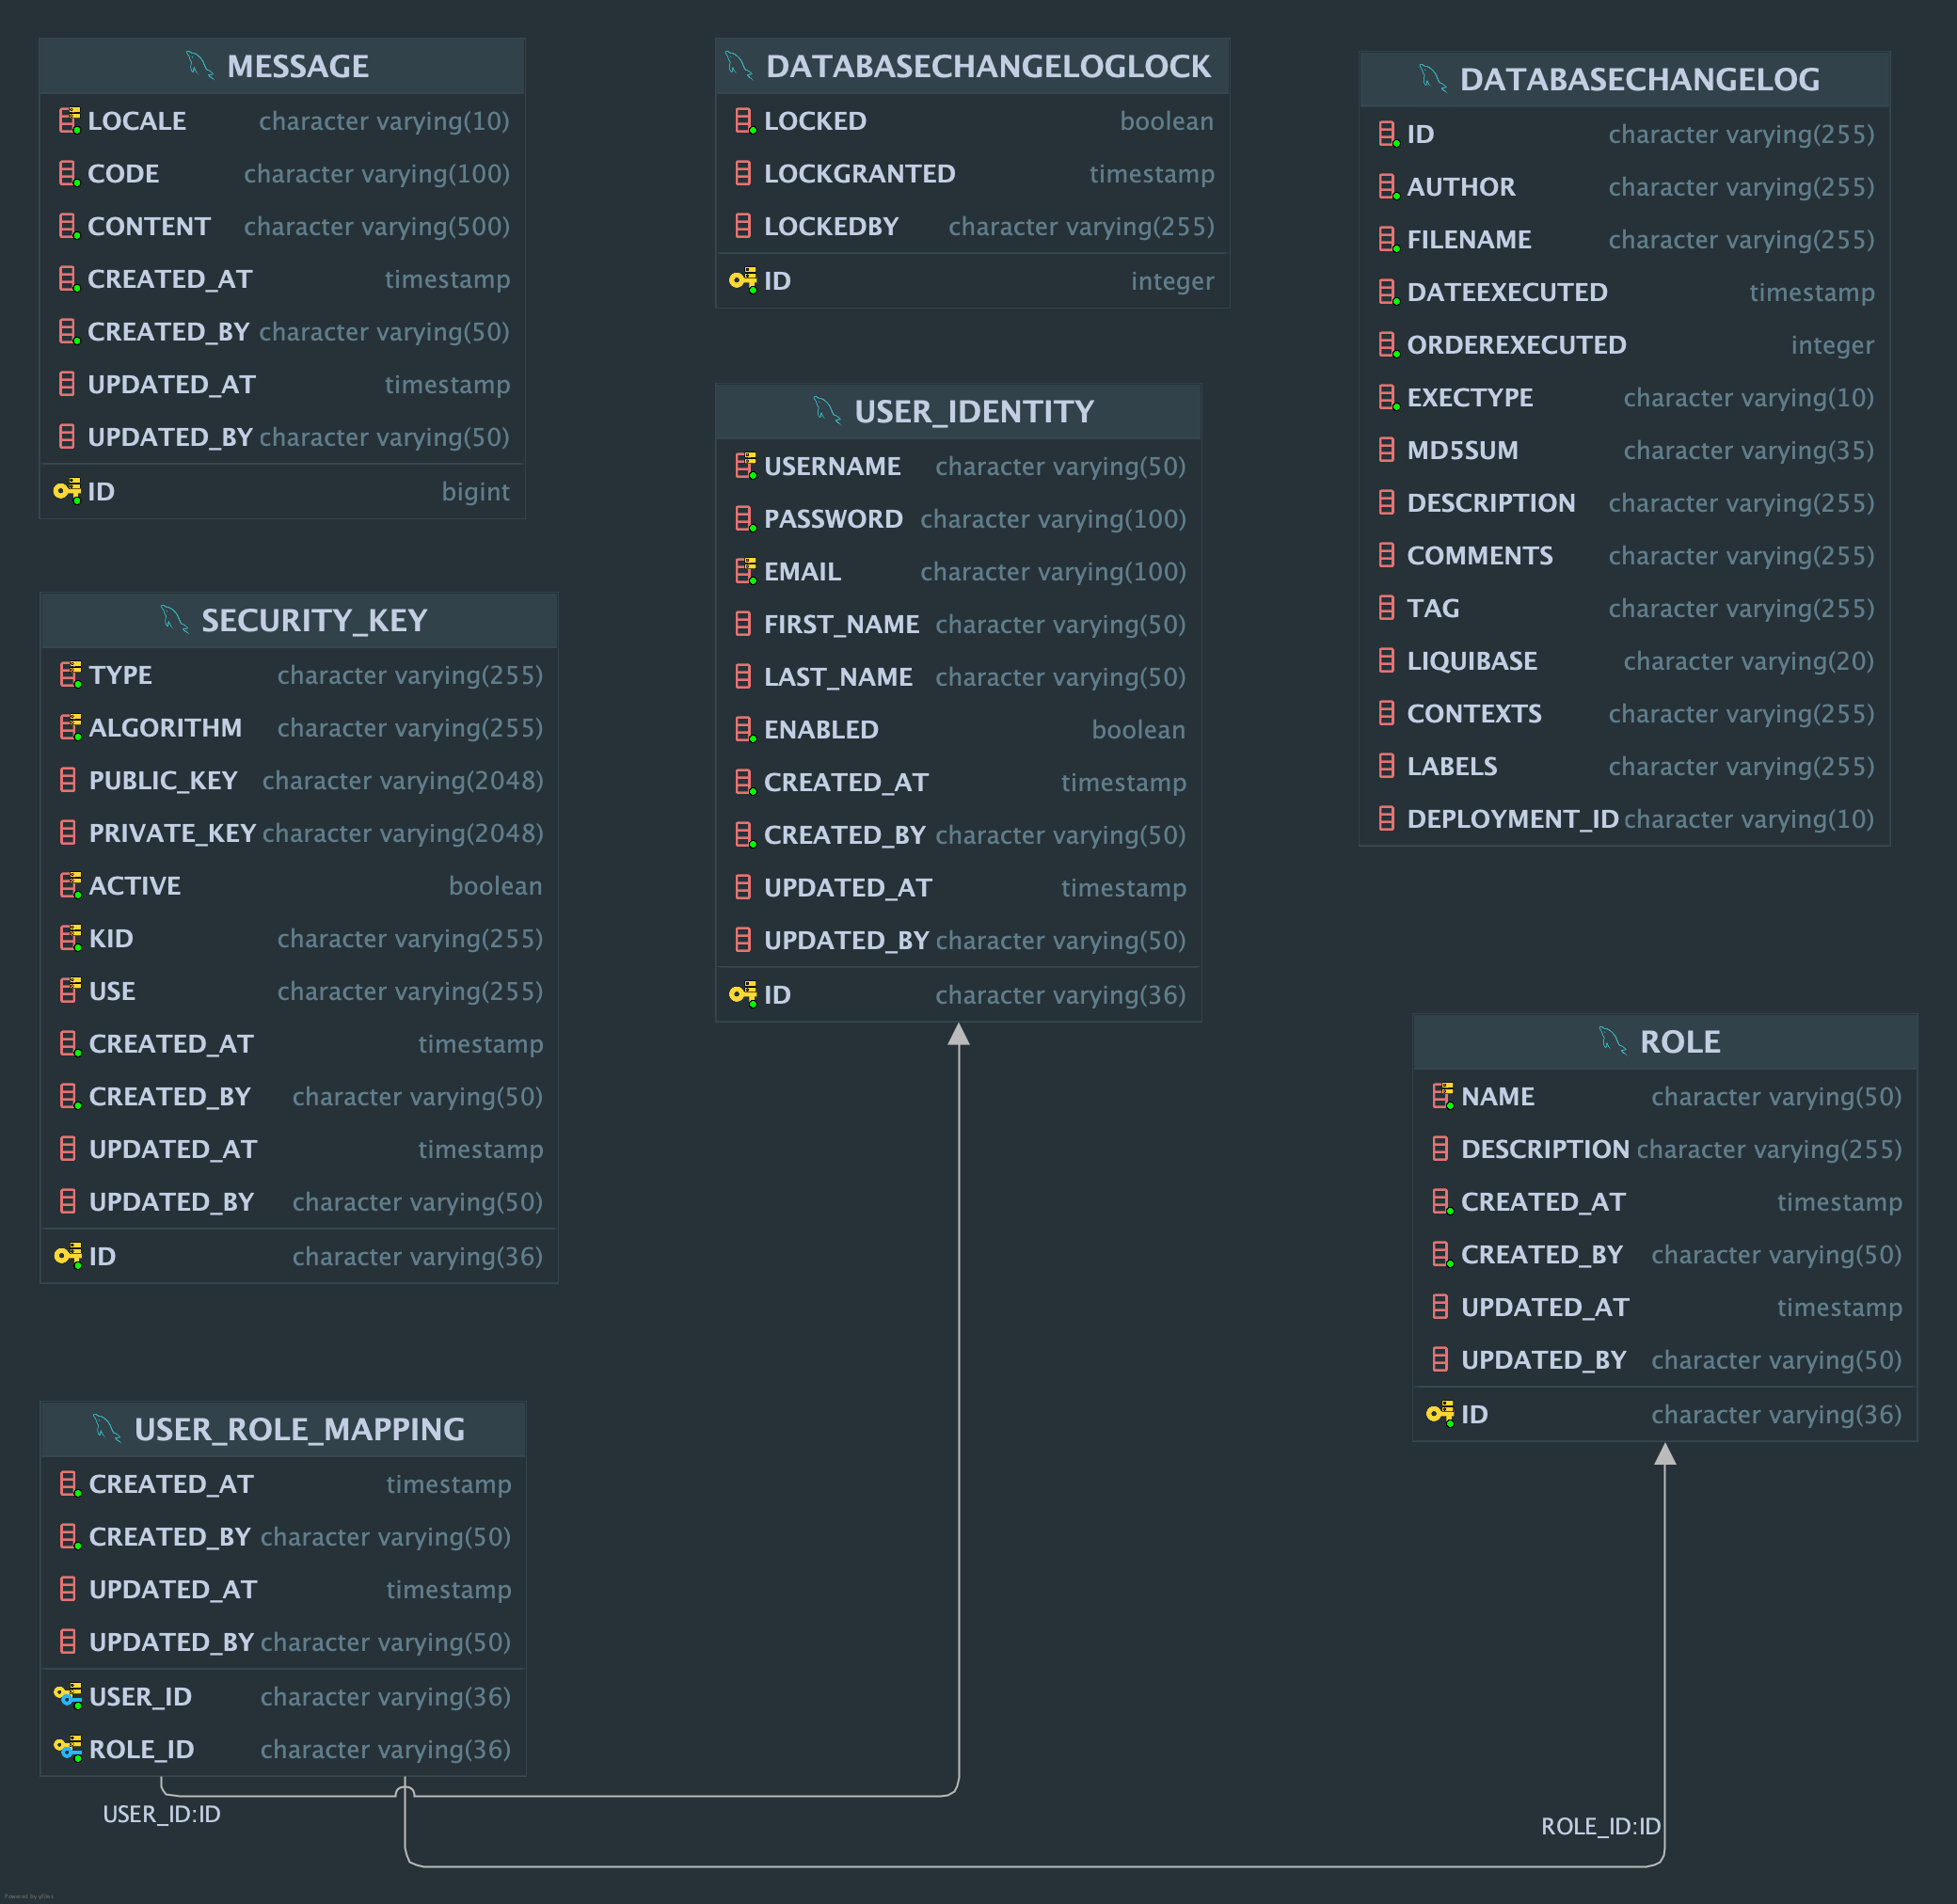 MESSAGE
LOCALE character varying(10)
CODE character varying(100)
CONTENT character varying(500)
CREATED_AT timestamp
CREATED_BY character varying(50)
UPDATED_AT timestamp
UPDATED_BY character varying(50)
ID bigint
DATABASECHANGELOGLOCK
LOCKED boolean
LOCKGRANTED timestamp
LOCKEDBY character varying(255)
ID integer
DATABASECHANGELOG
ID character varying(255)
AUTHOR character varying(255)
FILENAME character varying(255)
DATEEXECUTED timestamp
ORDEREXECUTED integer
EXECTYPE character varying(10)
MD5SUM character varying(35)
DESCRIPTION character varying(255)
COMMENTS character varying(255)
TAG character varying(255)
LIQUIBASE character varying(20)
CONTEXTS character varying(255)
LABELS character varying(255)
DEPLOYMENT_ID character varying(10)
USER_IDENTITY
USERNAME character varying(50)
PASSWORD character varying(100)
EMAIL character varying(100)
FIRST_NAME character varying(50)
LAST_NAME character varying(50)
ENABLED boolean
CREATED_AT timestamp
CREATED_BY character varying(50)
UPDATED_AT timestamp
UPDATED_BY character varying(50)
ID character varying(36)
SECURITY_KEY
TYPE character varying(255)
ALGORITHM character varying(255)
PUBLIC_KEY character varying(2048)
PRIVATE_KEY character varying(2048)
ACTIVE boolean
KID character varying(255)
USE character varying(255)
CREATED_AT timestamp
CREATED_BY character varying(50)
UPDATED_AT timestamp
UPDATED_BY character varying(50)
ID character varying(36)
ROLE
NAME character varying(50)
DESCRIPTION character varying(255)
CREATED_AT timestamp
CREATED_BY character varying(50)
UPDATED_AT timestamp
UPDATED_BY character varying(50)
ID character varying(36)
USER_ROLE_MAPPING
CREATED_AT timestamp
CREATED_BY character varying(50)
UPDATED_AT timestamp
UPDATED_BY character varying(50)
USER_ID character varying(36)
ROLE_ID character varying(36)
USER_ID:ID
ROLE_ID:ID
Powered by yFiles